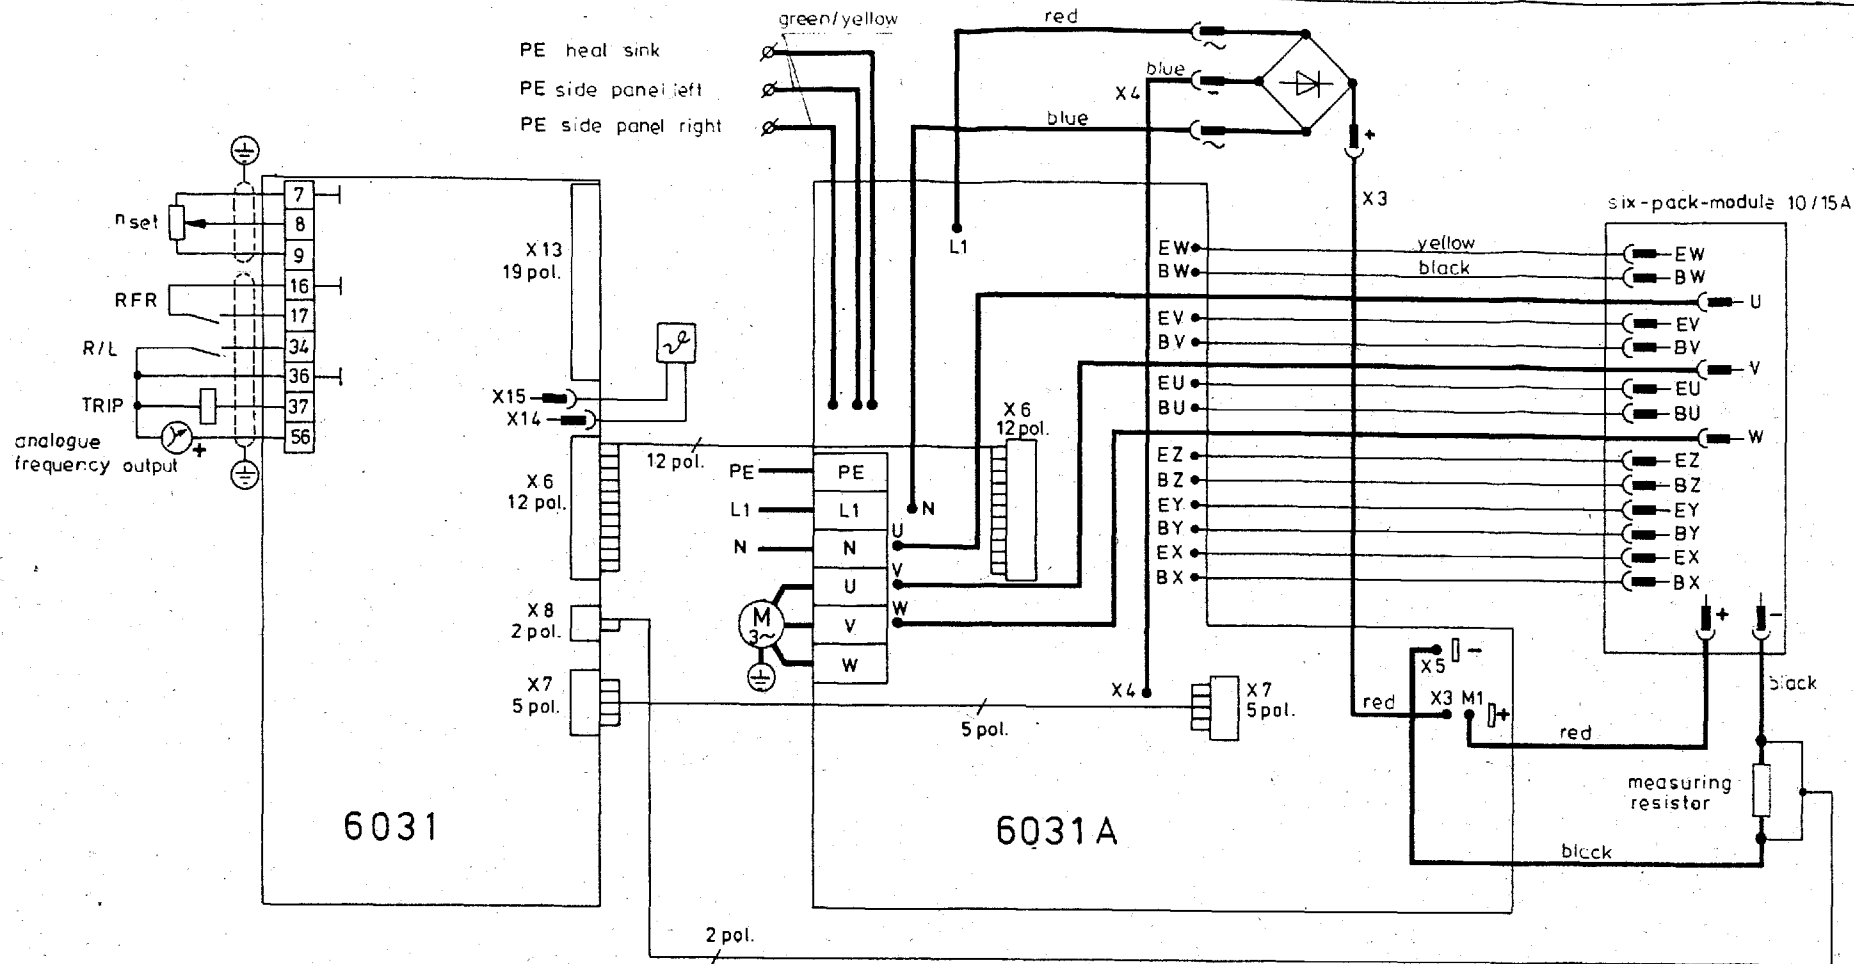 green/yellow
red
PE heal sink
PE side panel left
PE side panel right
blue
X4
~
-
blue
~
+
X3
six-pack-module 10/15A
nset
7
8
9
16
17
34
36
37
56
RFR
R/L
TRIP
analogue
frequency output
+
X13
19 pol.
X15
X14
X6
12 pol.
X8
2 pol.
X7
5 pol.
6031
ϑ
12 pol.
L1
X6
12 pol.
PE
L1
N
M
3~
PE
L1
N
U
V
W
N
U
V
W
EW
BW
EV
BV
EU
BU
EZ
BZ
EY
BY
EX
BX
yellow
black
EW
BW
U
EV
BV
V
EU
BU
W
EZ
BZ
EY
BY
EX
BX
+
-
X4
X7
5 pol.
5 pol.
X5
-
red
X3 M1
+
red
black
measuring
resistor
black
6031A
2 pol.